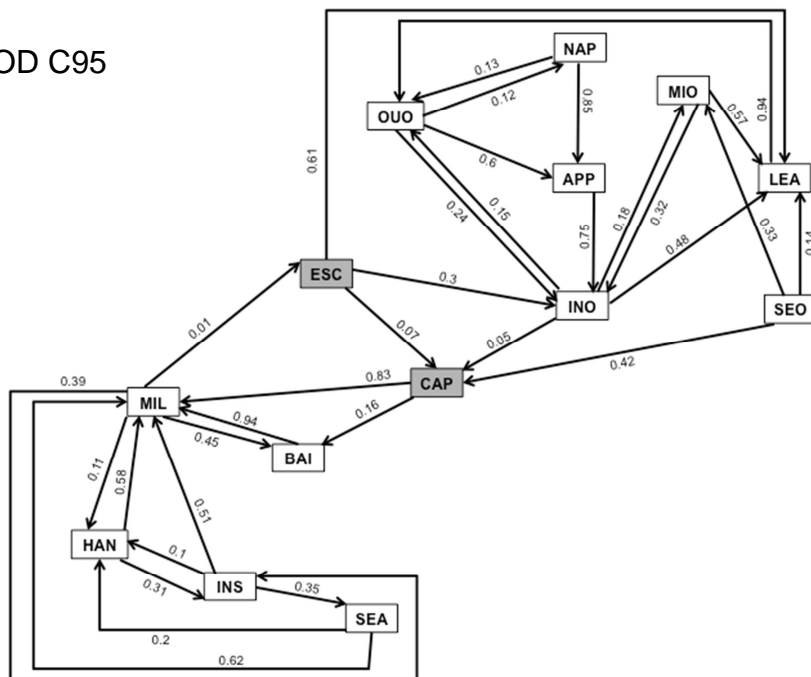 OD C95
NAP
0.13
MIO
0.12
OUO
0.85
0.57
0.94
0.6
APP
LEA
0.61
0.15
0.24
0.75
0.18
0.32
0.33
0.14
0.48
ESC
0.3
INO
SEO
0.01
0.07
0.05
0.42
0.39
0.83
CAP
MIL
0.16
0.94
0.45
BAI
0.11
0.58
0.51
HAN
0.1
INS
0.31
0.35
SEA
0.2
0.62